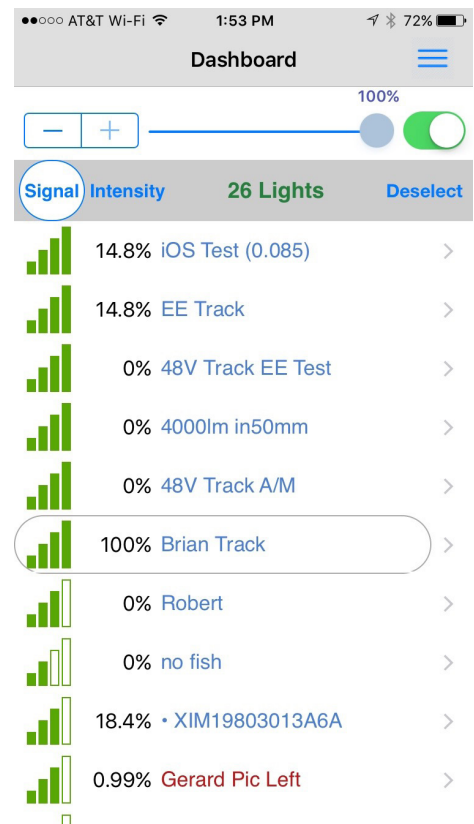 AT&T Wi-Fi 1:53 PM 72%
Dashboard
100%
− +
Signal Intensity 26 Lights Deselect
14.8% iOS Test (0.085)
14.8% EE Track
0% 48V Track EE Test
0% 4000lm in50mm
0% 48V Track A/M
100% Brian Track
0% Robert
0% no fish
18.4% • XIM19803013A6A
0.99% Gerard Pic Left